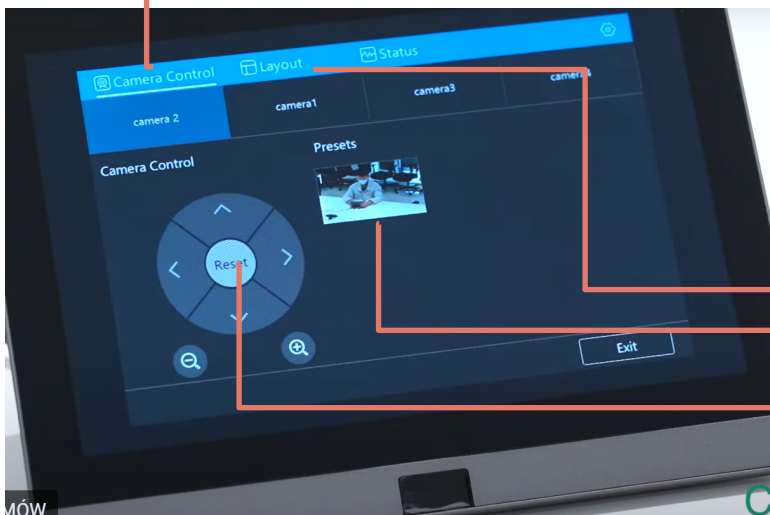 Camera Control Layout Status
camera 2 camera1 camera3 camera4
Camera Control Presets
Reset
Exit
MÓW
C